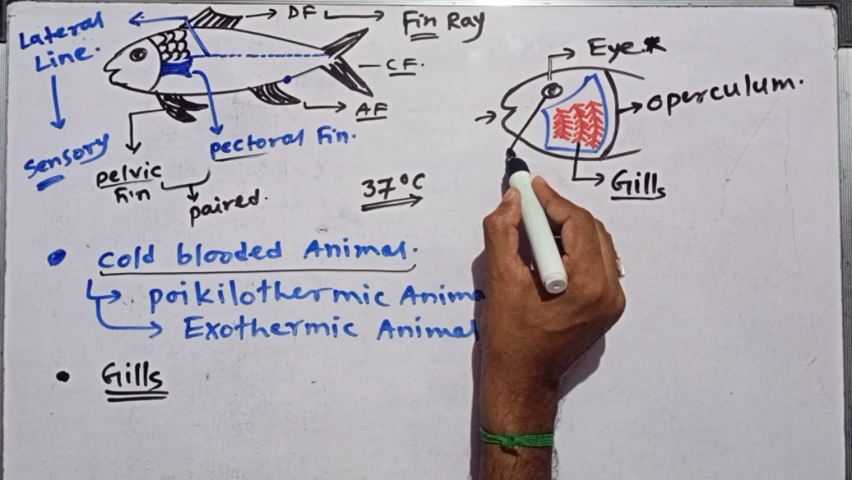 Lateral
Line.
DF
Fin Ray
CF.
AF
Sensory
pelvic
fin
pectoral Fin.
paired.
37°C
Eye
operculum.
Gills
cold blooded Animal.
poikilothermic Anima
Exothermic Animal
Gills